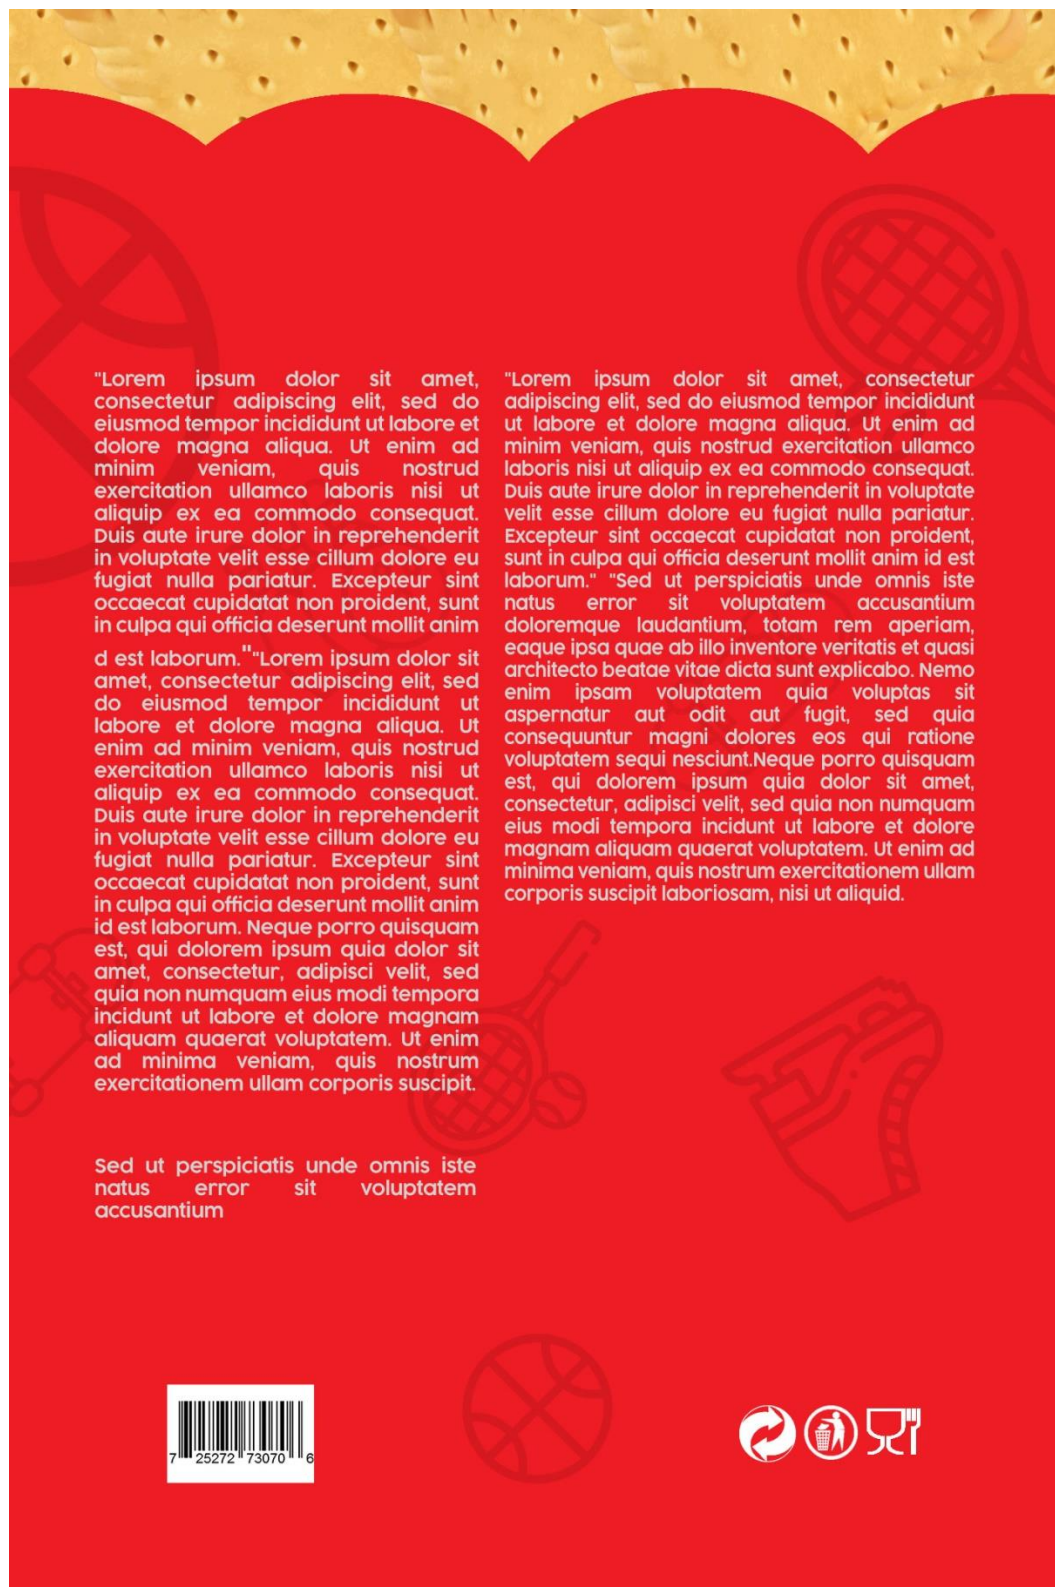 "Lorem ipsum dolor sit amet,
consectetur adipiscing elit, sed do
eiusmod tempor incididunt ut labore et
dolore magna aliqua. Ut enim ad
minim veniam, quis nostrud
exercitation ullamco laboris nisi ut
aliquip ex ea commodo consequat.
Duis aute irure dolor in reprehenderit
in voluptate velit esse cillum dolore eu
fugiat nulla pariatur. Excepteur sint
occaecat cupidatat non proident, sunt
in culpa qui officia deserunt mollit anim
d est laborum.""Lorem ipsum dolor sit
amet, consectetur adipiscing elit, sed
do eiusmod tempor incididunt ut
labore et dolore magna aliqua. Ut
enim ad minim veniam, quis nostrud
exercitation ullamco laboris nisi ut
aliquip ex ea commodo consequat.
Duis aute irure dolor in reprehenderit
in voluptate velit esse cillum dolore eu
fugiat nulla pariatur. Excepteur sint
occaecat cupidatat non proident, sunt
in culpa qui officia deserunt mollit anim
id est laborum. Neque porro quisquam
est, qui dolorem ipsum quia dolor sit
amet, consectetur, adipisci velit, sed
quia non numquam eius modi tempora
incidunt ut labore et dolore magnam
aliquam quaerat voluptatem. Ut enim
ad minima veniam, quis nostrum
exercitationem ullam corporis suscipit.
Sed ut perspiciatis unde omnis iste
natus error sit voluptatem
accusantium
"Lorem ipsum dolor sit amet, consectetur
adipiscing elit, sed do eiusmod tempor incididunt
ut labore et dolore magna aliqua. Ut enim ad
minim veniam, quis nostrud exercitation ullamco
laboris nisi ut aliquip ex ea commodo consequat.
Duis aute irure dolor in reprehenderit in voluptate
velit esse cillum dolore eu fugiat nulla pariatur.
Excepteur sint occaecat cupidatat non proident,
sunt in culpa qui officia deserunt mollit anim id est
laborum." "Sed ut perspiciatis unde omnis iste
natus error sit voluptatem accusantium
doloremque laudantium, totam rem aperiam,
eaque ipsa quae ab illo inventore veritatis et quasi
architecto beatae vitae dicta sunt explicabo. Nemo
enim ipsam voluptatem quia voluptas sit
aspernatur aut odit aut fugit, sed quia
consequuntur magni dolores eos qui ratione
voluptatem sequi nesciunt.Neque porro quisquam
est, qui dolorem ipsum quia dolor sit amet,
consectetur, adipisci velit, sed quia non numquam
eius modi tempora incidunt ut labore et dolore
magnam aliquam quaerat voluptatem. Ut enim ad
minima veniam, quis nostrum exercitationem ullam
corporis suscipit laboriosam, nisi ut aliquid.
7 25272 73070 6